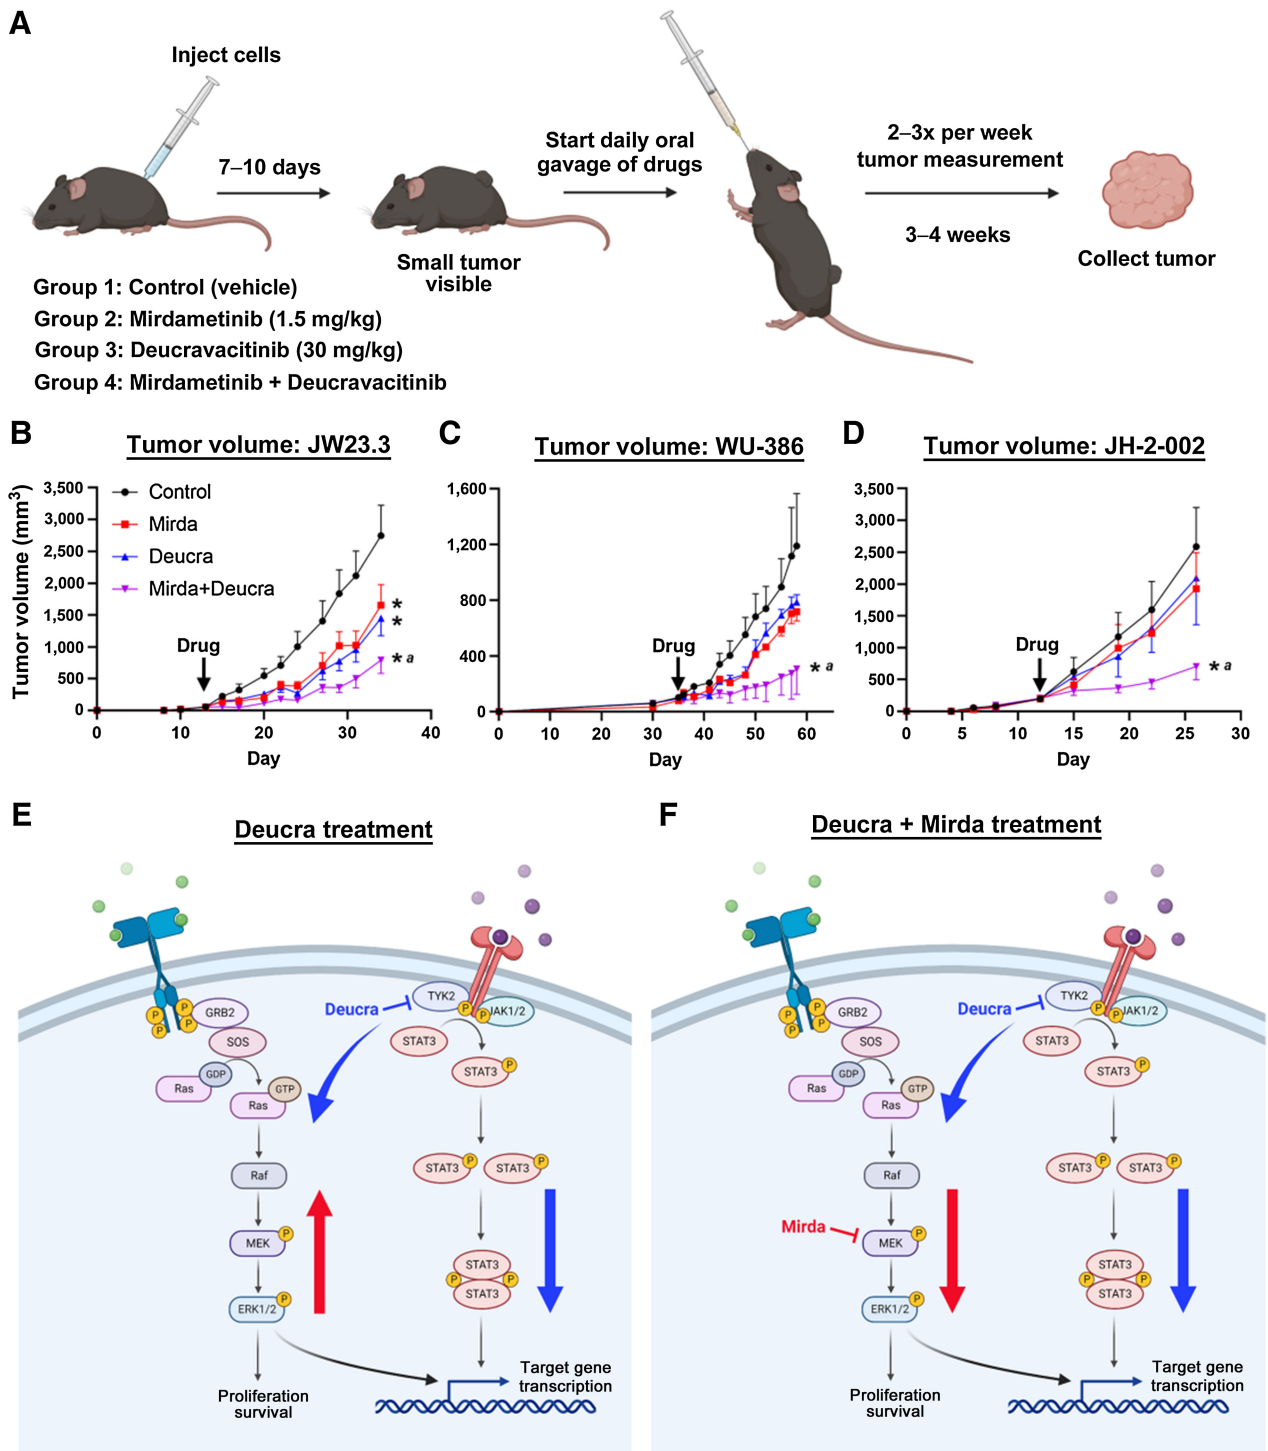 A
Inject cells
7–10 days
Small tumor
visible
Start daily oral
gavage of drugs
2–3x per week
tumor measurement
3–4 weeks
Collect tumor
Group 1: Control (vehicle)
Group 2: Mirdametinib (1.5 mg/kg)
Group 3: Deucravacitinib (30 mg/kg)
Group 4: Mirdametinib + Deucravacitinib
B
Tumor volume: JW23.3
Tumor volume (mm3)
3,500
3,000
2,500
2,000
1,500
1,000
500
0
Control
Mirda
Deucra
Mirda+Deucra
Drug
*
*
* a
0 10 20 30 40
Day
C
Tumor volume: WU-386
1,600
1,200
800
400
0
Drug
* a
0 10 20 30 40 50 60
Day
D
Tumor volume: JH-2-002
3,500
3,000
2,500
2,000
1,500
1,000
500
0
Drug
* a
0 5 10 15 20 25 30
Day
E
Deucra treatment
Deucra
TYK2
JAK1/2
P P
P P P P
GRB2
SOS
GDP
Ras
GTP
Ras
STAT3
STAT3 P
Raf
STAT3 P STAT3 P
MEK P
STAT3
P P
STAT3
ERK1/2 P
Proliferation
survival
Target gene
transcription
F
Deucra + Mirda treatment
Deucra
TYK2
JAK1/2
P P
P P P P
GRB2
SOS
GDP
Ras
GTP
Ras
STAT3
STAT3 P
Raf
STAT3 P STAT3 P
Mirda
MEK P
STAT3
P P
STAT3
ERK1/2 P
Proliferation
survival
Target gene
transcription